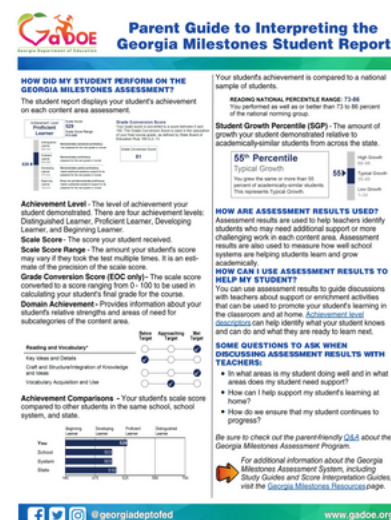 GaDOE
Georgia Department of Education
Parent Guide to Interpreting the
Georgia Milestones Student Report
HOW DID MY STUDENT PERFORM ON THE
GEORGIA MILESTONES ASSESSMENT?
The student report displays your student's achievement
on each content area assessment.
Achievement Level
Proficient
Learner
Scale Score
529
Grade Conversion Score
81
Achievement Level - The level of achievement your
student demonstrated. There are four achievement levels:
Distinguished Learner, Proficient Learner, Developing
Learner, and Beginning Learner.
Scale Score - The score your student received.
Scale Score Range - The amount your student's score
may vary if they took the test multiple times. It is an esti-
mate of the precision of the scale score.
Grade Conversion Score (EOC only) - The scale score
converted to a score ranging from 0 - 100 to be used in
calculating your student's final grade for the course.
Domain Achievement - Provides information about your
student's relative strengths and areas of need for
subcategories of the content area.
Below
Target
Approaching
Target
Met
Target
Reading and Vocabulary*
Key Ideas and Details
Craft and Structure/Integration of Knowledge
and Ideas
Vocabulary Acquisition and Use
Achievement Comparisons - Your student's scale score
compared to other students in the same school, school
system, and state.
Beginning
Learner
Developing
Learner
Proficient
Learner
Distinguished
Learner
You
School
System
State
Your student's achievement is compared to a national
sample of students.
READING NATIONAL PERCENTILE RANGE: 73-86
You performed as well as or better than 73 to 86 percent
of the national norming group.
Student Growth Percentile (SGP) - The amount of
growth your student demonstrated relative to
academically-similar students from across the state.
55th Percentile
Typical Growth
You grew the same or more than 55
percent of academically-similar students.
This represents Typical Growth.
55
High Growth
Typical Growth
Low Growth
HOW ARE ASSESSMENT RESULTS USED?
Assessment results are used to help teachers identify
students who may need additional support or more
challenging work in each content area. Assessment
results are also used to measure how well school
systems are helping students learn and grow
academically.
HOW CAN I USE ASSESSMENT RESULTS TO
HELP MY STUDENT?
You can use assessment results to guide discussions
with teachers about support or enrichment activities
that can be used to promote your student's learning in
the classroom and at home. Achievement level
descriptors can help identify what your student knows
and can do and what they are ready to learn next.
SOME QUESTIONS TO ASK WHEN
DISCUSSING ASSESSMENT RESULTS WITH
TEACHERS:
• In what areas is my student doing well and in what
areas does my student need support?
• How can I help support my student's learning at
home?
• How do we ensure that my student continues to
progress?
Be sure to check out the parent-friendly Q&A about the
Georgia Milestones Assessment Program.
For additional information about the Georgia
Milestones Assessment System, including
Study Guides and Score Interpretation Guides,
visit the Georgia Milestones Resources page.
@georgiadeptofed
www.gadoe.org